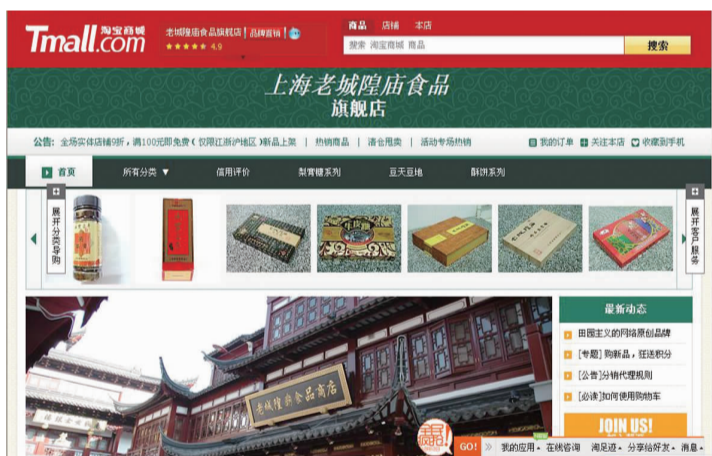 Tmall.com 淘宝商城
老城隍庙食品旗舰店 品牌直销
4.9
商品 店铺 本店
搜索 淘宝商城 商品
搜索
上海老城隍庙食品
旗舰店
公告: 全场实体店铺9折，满100元即免费（仅限江浙沪地区）新品上架 | 热销商品 | 清仓甩卖 | 活动专场热销
我的订单 关注本店 收藏到手机
首页 所有分类 ▼ 信用评价 梨膏糖系列 豆天豆地 酥饼系列
展开分类导购
展开客户服务
老城隍庙食品商店
最新动态
田园主义的网络原创品牌
[专题] 购新品，狂送积分
[公告]分销代理规则
[必读]如何使用购物车
JOIN US!
GO!
我的应用 在线咨询 淘足迹 分享给好友 消息